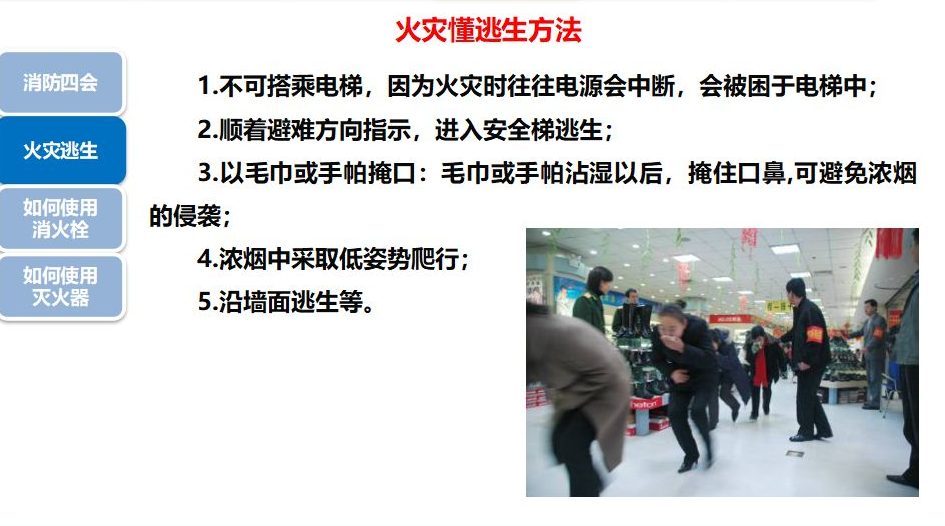 火灾懂逃生方法
消防四会
火灾逃生
如何使用
消火栓
如何使用
灭火器
1.不可搭乘电梯，因为火灾时往往电源会中断，会被困于电梯中；
2.顺着避难方向指示，进入安全梯逃生；
3.以毛巾或手帕掩口：毛巾或手帕沾湿以后，掩住口鼻,可避免浓烟
的侵袭；
4.浓烟中采取低姿势爬行；
5.沿墙面逃生等。